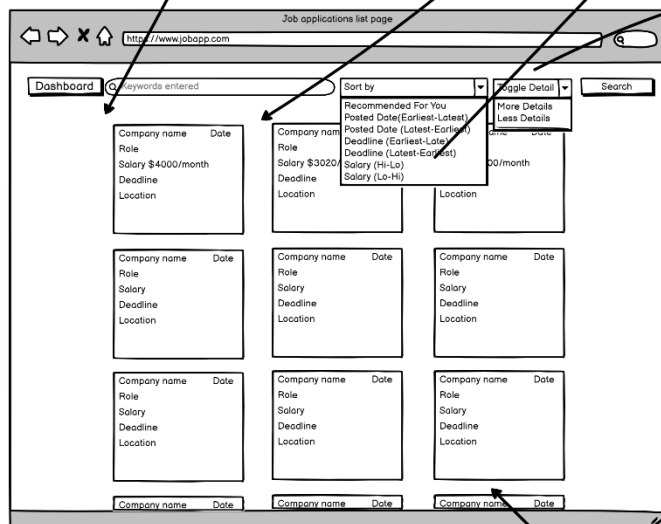 Job applications list page
https://www.jobapp.com
Dashboard
Keywords entered
Sort by
Toggle Detail
Search
Recommended For You
Posted Date(Earliest-Latest)
Posted Date (Latest-Earliest)
Deadline (Earliest-Late)
Deadline (Latest-Earliest)
Salary (Hi-Lo)
Salary (Lo-Hi)
More Details
Less Details
Company name Date
Role
Salary $4000/month
Deadline
Location
Company name
Role
Salary $3020/
Deadline
Location
Date
00/month
Company name Date
Role
Salary
Deadline
Location
Company name Date
Role
Salary
Deadline
Location
Company name Date
Role
Salary
Deadline
Location
Company name Date
Role
Salary
Deadline
Location
Company name Date
Role
Salary
Deadline
Location
Company name Date
Role
Salary
Deadline
Location
Company name Date
Company name Date
Company name Date